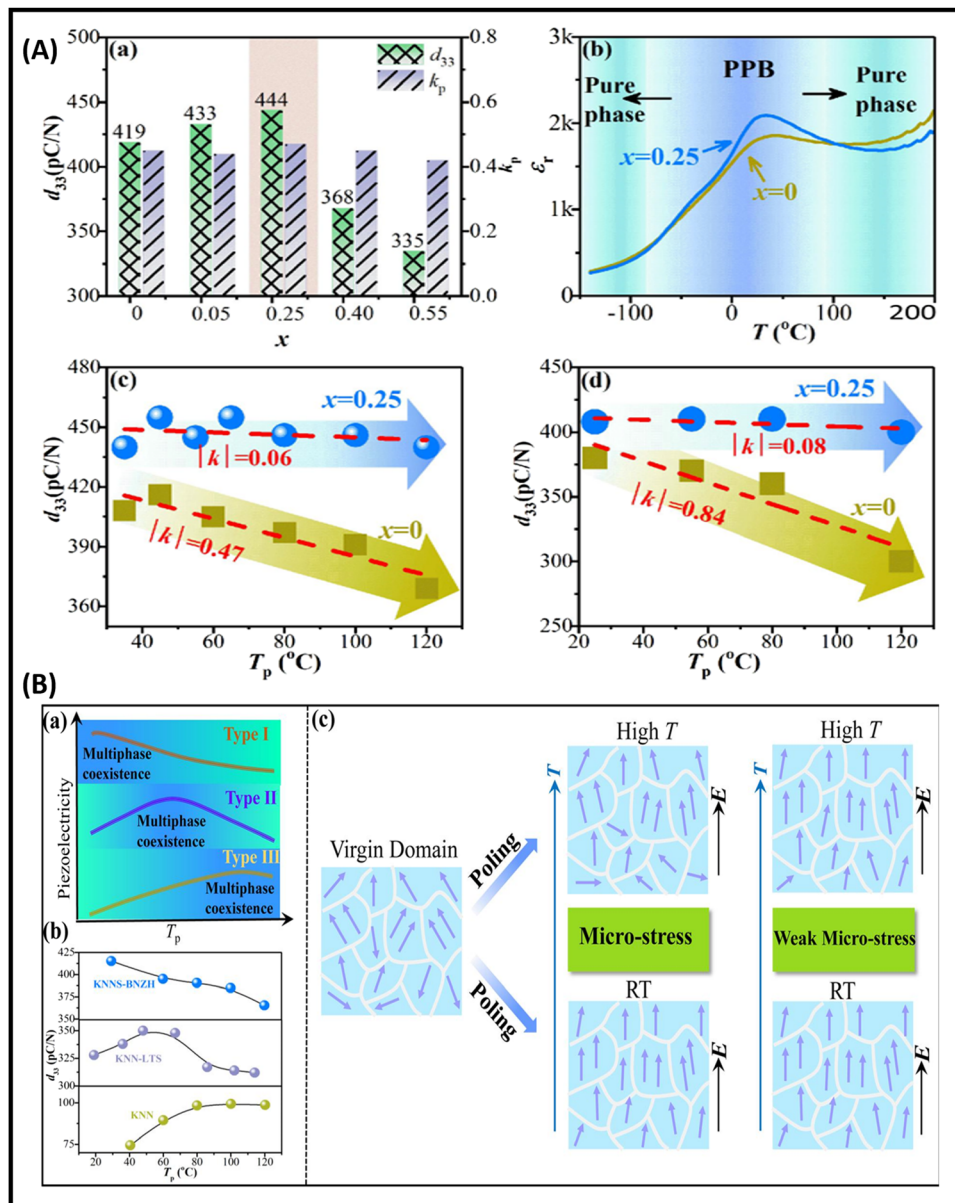 (A)
(a)
500
450
400
350
300
d33(pC/N)
419
433
444
368
335
d33
kp
0.8
0.6
0.4
0.2
0.0
kp
0
0.05
0.25
0.40
0.55
x
(b)
3k
2k
1k
0
εr
Pure phase
PPB
Pure phase
x=0.25
x=0
-100
0
100
200
T (°C)
(c)
480
450
420
390
360
d33(pC/N)
x=0.25
|k|=0.06
x=0
|k|=0.47
40
60
80
100
120
Tp (°C)
(d)
450
400
350
300
250
d33(pC/N)
x=0.25
|k|=0.08
x=0
|k|=0.84
20
40
60
80
100
120
Tp (°C)
(B)
(a)
Piezoelectricity
Type I
Multiphase
coexistence
Type II
Multiphase
coexistence
Type III
Multiphase
coexistence
Tp
(b)
425
400
375
350
KNNS-BNZH
350
325
300
KNN-LTS
100
75
KNN
d33 (pC/N)
20
40
60
80
100
120
Tp (°C)
(c)
Virgin Domain
Poling
Poling
High T
T
E
Micro-stress
RT
E
High T
T
E
Weak Micro-stress
RT
E